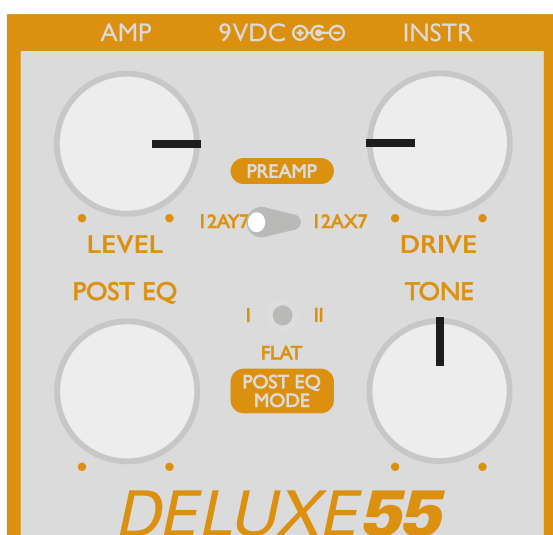 AMP 9VDC INSTR
PREAMP
12AY7 12AX7
LEVEL DRIVE
POST EQ TONE
I II
FLAT
POST EQ
MODE
DELUXE55